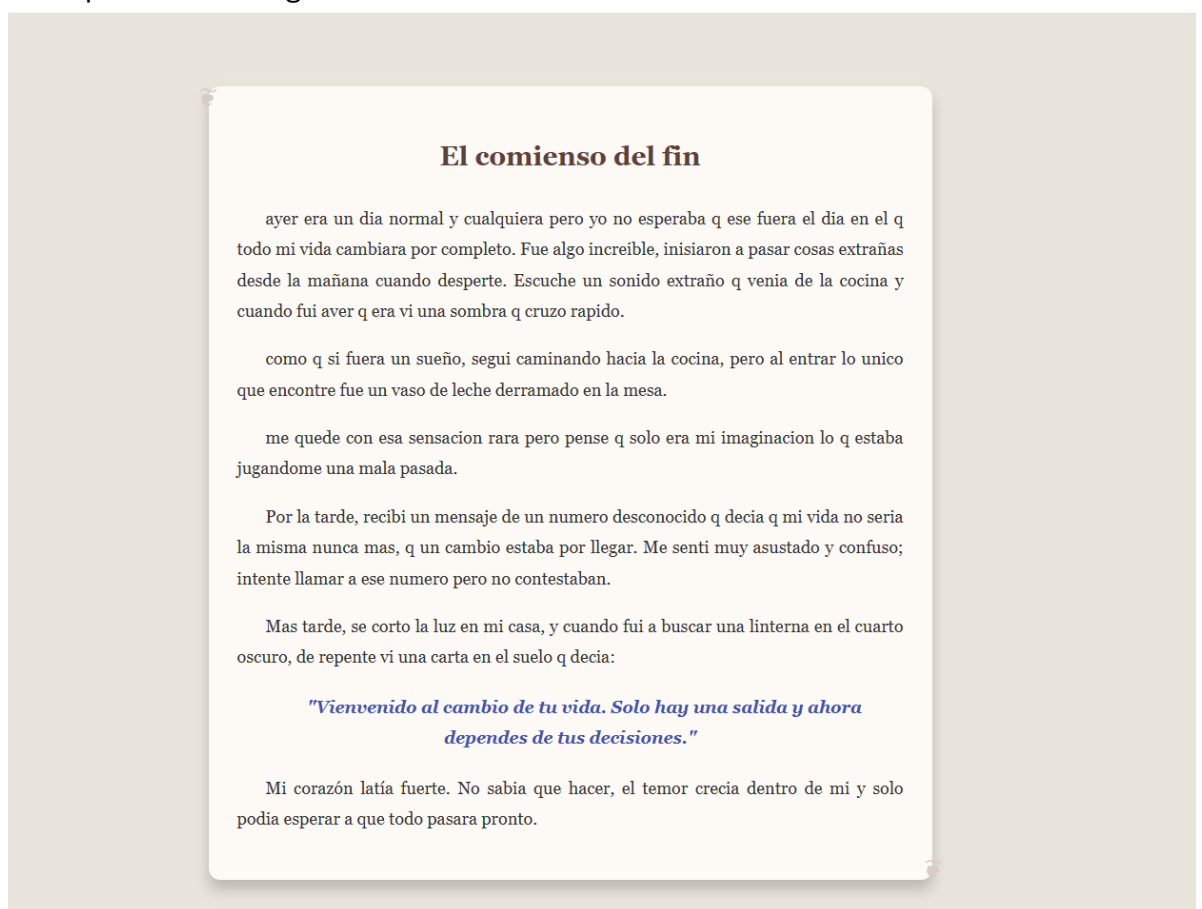 El comienso del fin
ayer era un dia normal y cualquiera pero yo no esperaba q ese fuera el dia en el q
todo mi vida cambiara por completo. Fue algo increible, inisiaron a pasar cosas extrañas
desde la mañana cuando desperte. Escuche un sonido extraño q venia de la cocina y
cuando fui aver q era vi una sombra q cruzo rapido.
como q si fuera un sueño, segui caminando hacia la cocina, pero al entrar lo unico
que encontre fue un vaso de leche derramado en la mesa.
me quede con esa sensacion rara pero pense q solo era mi imaginacion lo q estaba
jugandome una mala pasada.
Por la tarde, recibi un mensaje de un numero desconocido q decia q mi vida no seria
la misma nunca mas, q un cambio estaba por llegar. Me senti muy asustado y confuso;
intente llamar a ese numero pero no contestaban.
Mas tarde, se corto la luz en mi casa, y cuando fui a buscar una linterna en el cuarto
oscuro, de repente vi una carta en el suelo q decia:
"Vienvenido al cambio de tu vida. Solo hay una salida y ahora
dependes de tus decisiones."
Mi corazón latía fuerte. No sabia que hacer, el temor crecia dentro de mi y solo
podia esperar a que todo pasara pronto.